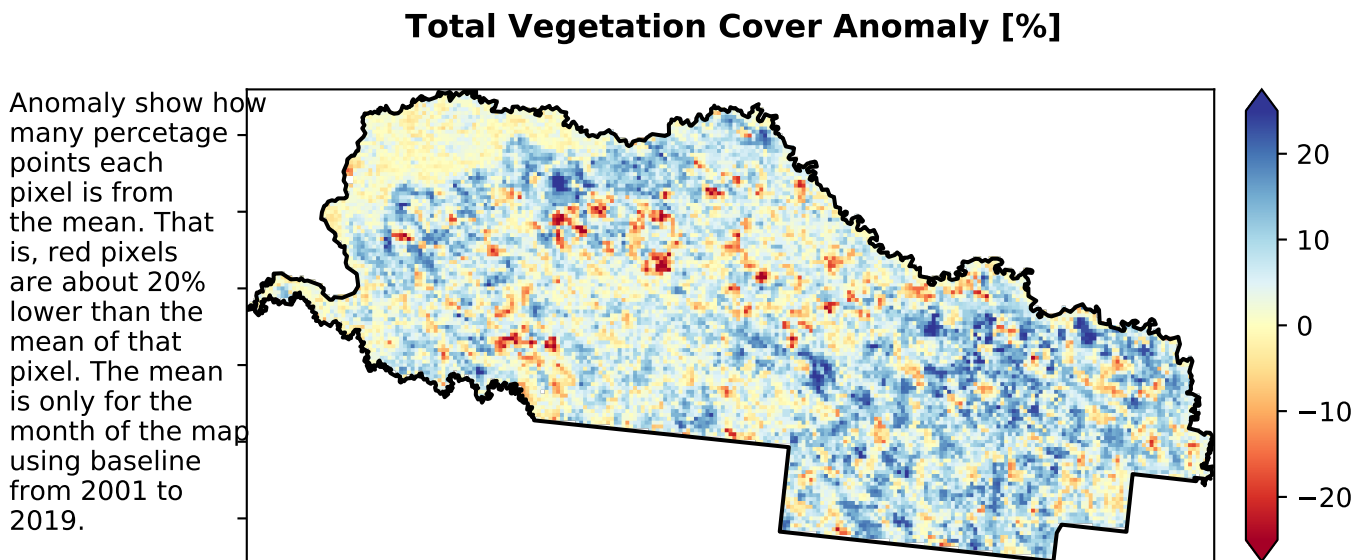 Total Vegetation Cover Anomaly [%]
Anomaly show how
many percetage
points each
pixel is from
the mean. That
is, red pixels
are about 20%
lower than the
mean of that
pixel. The mean
is only for the
month of the map
using baseline
from 2001 to
2019.
20
10
0
−10
−20